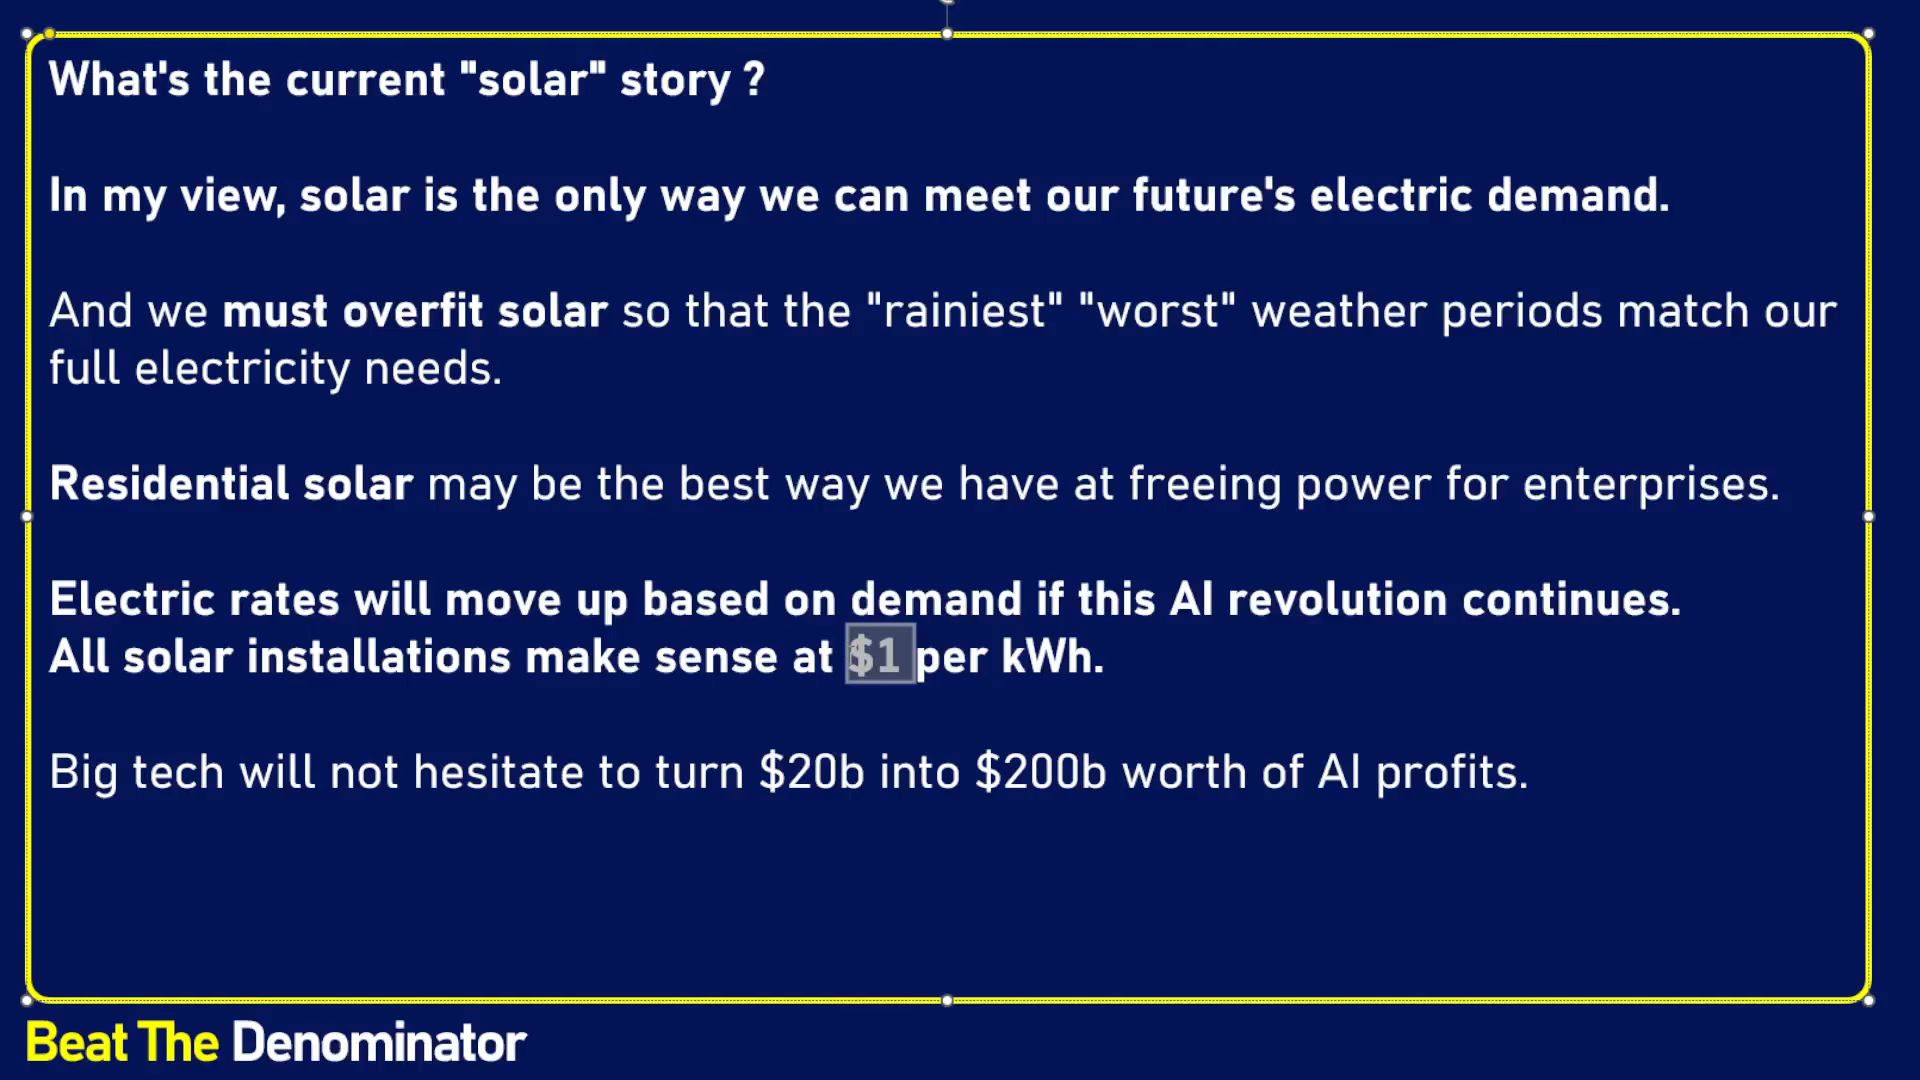 What's the current "solar" story ?
In my view, solar is the only way we can meet our future's electric demand.
And we must overfit solar so that the "rainiest" "worst" weather periods match our
full electricity needs.
Residential solar may be the best way we have at freeing power for enterprises.
Electric rates will move up based on demand if this AI revolution continues.
All solar installations make sense at $1 per kWh.
Big tech will not hesitate to turn $20b into $200b worth of AI profits.
Beat The Denominator